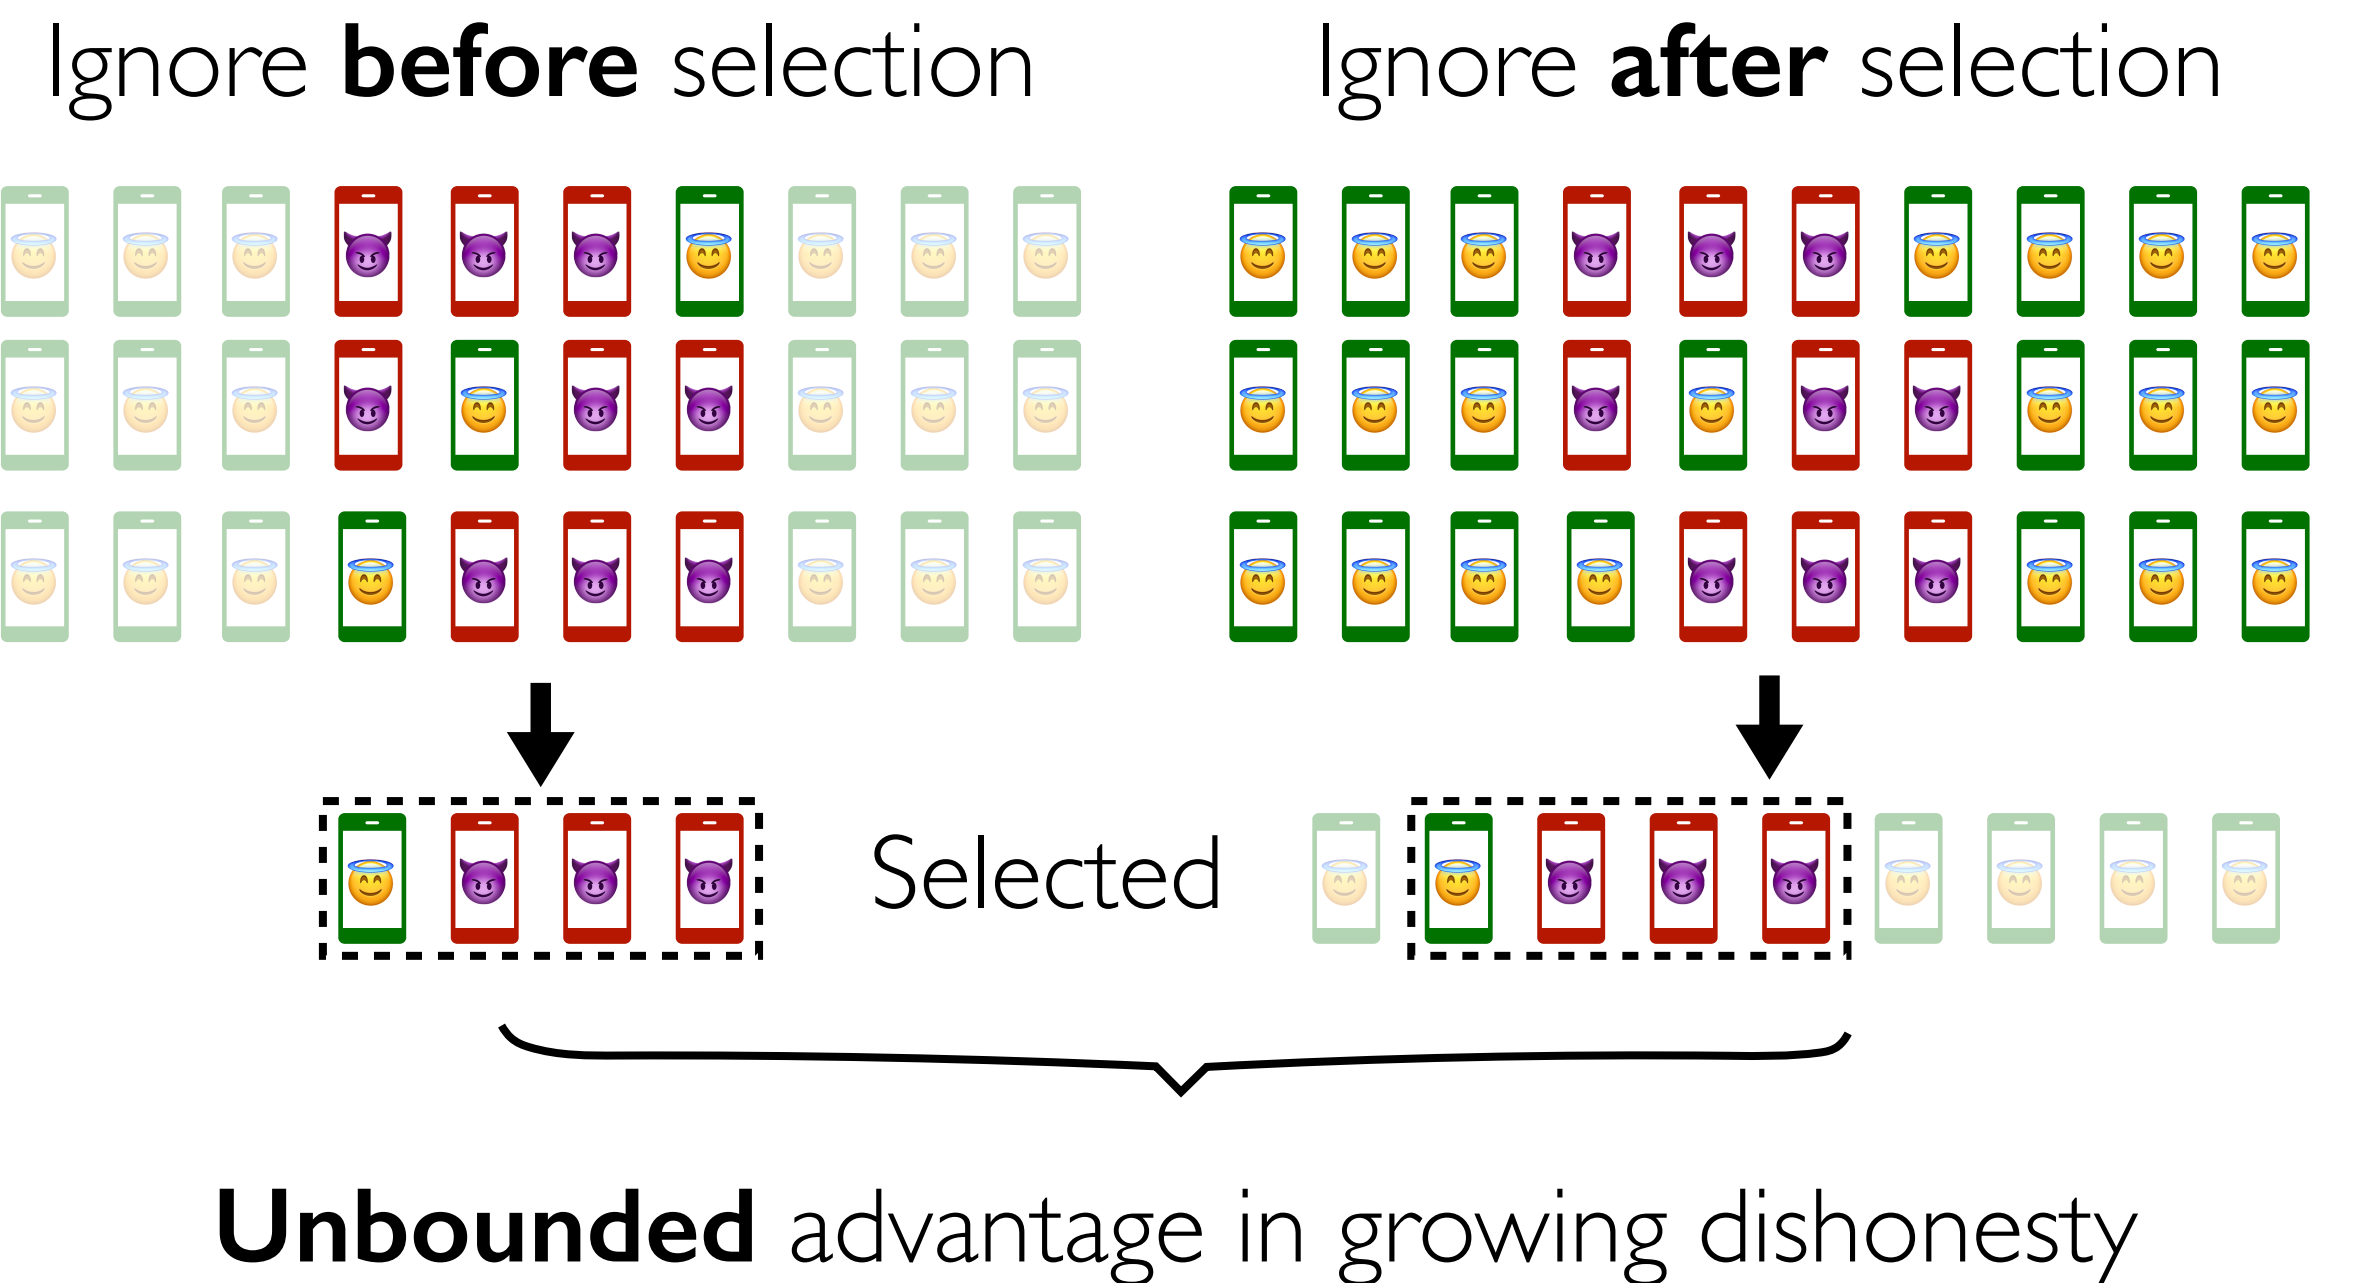 Ignore before selection
Ignore after selection
Selected
Unbounded advantage in growing dishonesty